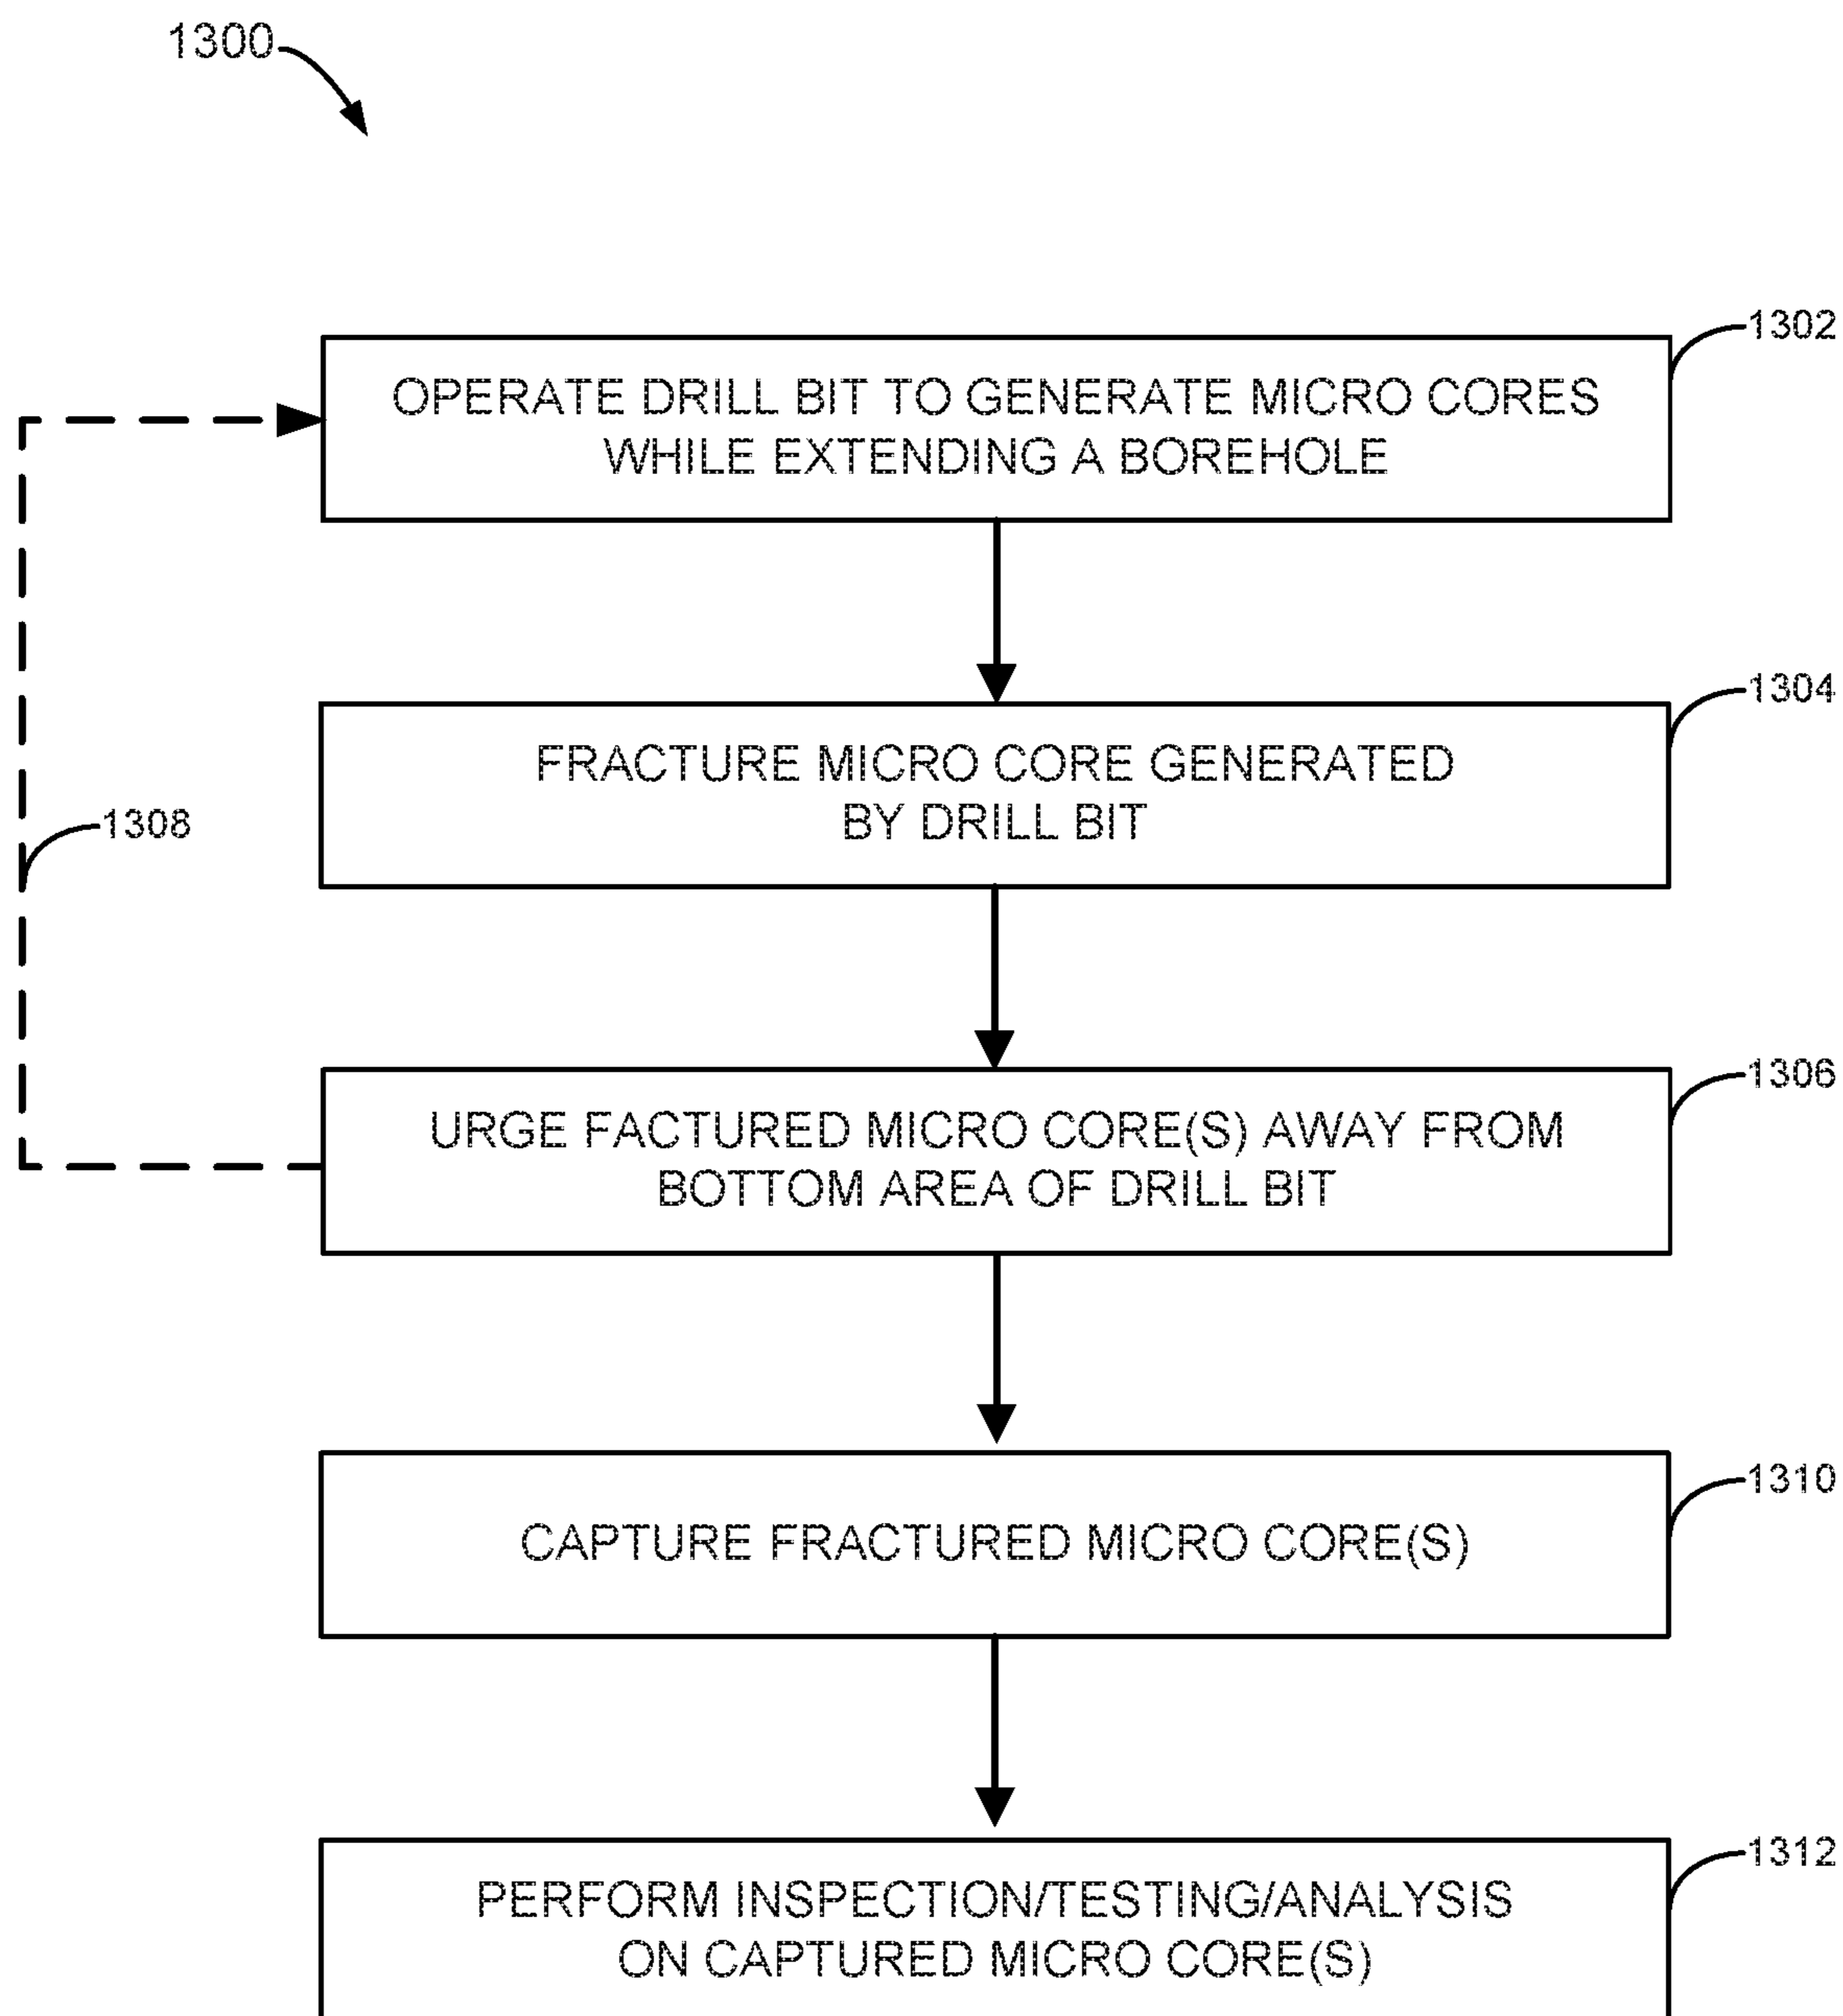 1300
1302
OPERATE DRILL BIT TO GENERATE MICRO CORES
WHILE EXTENDING A BOREHOLE
1304
FRACTURE MICRO CORE GENERATED
BY DRILL BIT
1308
1306
URGE FACTURED MICRO CORE(S) AWAY FROM
BOTTOM AREA OF DRILL BIT
1310
CAPTURE FRACTURED MICRO CORE(S)
1312
PERFORM INSPECTION/TESTING/ANALYSIS
ON CAPTURED MICRO CORE(S)